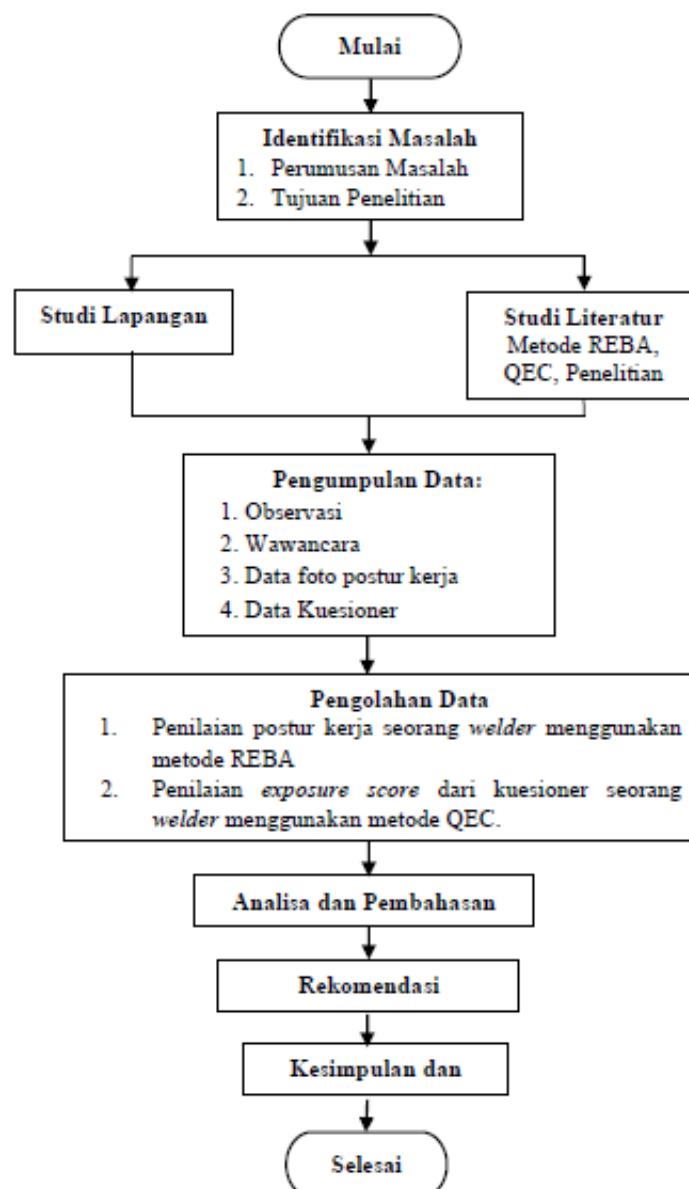 Mulai
Identifikasi Masalah
1. Perumusan Masalah
2. Tujuan Penelitian
Studi Lapangan
Studi Literatur
Metode REBA,
QEC, Penelitian
Pengumpulan Data:
1. Observasi
2. Wawancara
3. Data foto postur kerja
4. Data Kuesioner
Pengolahan Data
1. Penilaian postur kerja seorang welder menggunakan
metode REBA
2. Penilaian exposure score dari kuesioner seorang
welder menggunakan metode QEC.
Analisa dan Pembahasan
Rekomendasi
Kesimpulan dan
Selesai